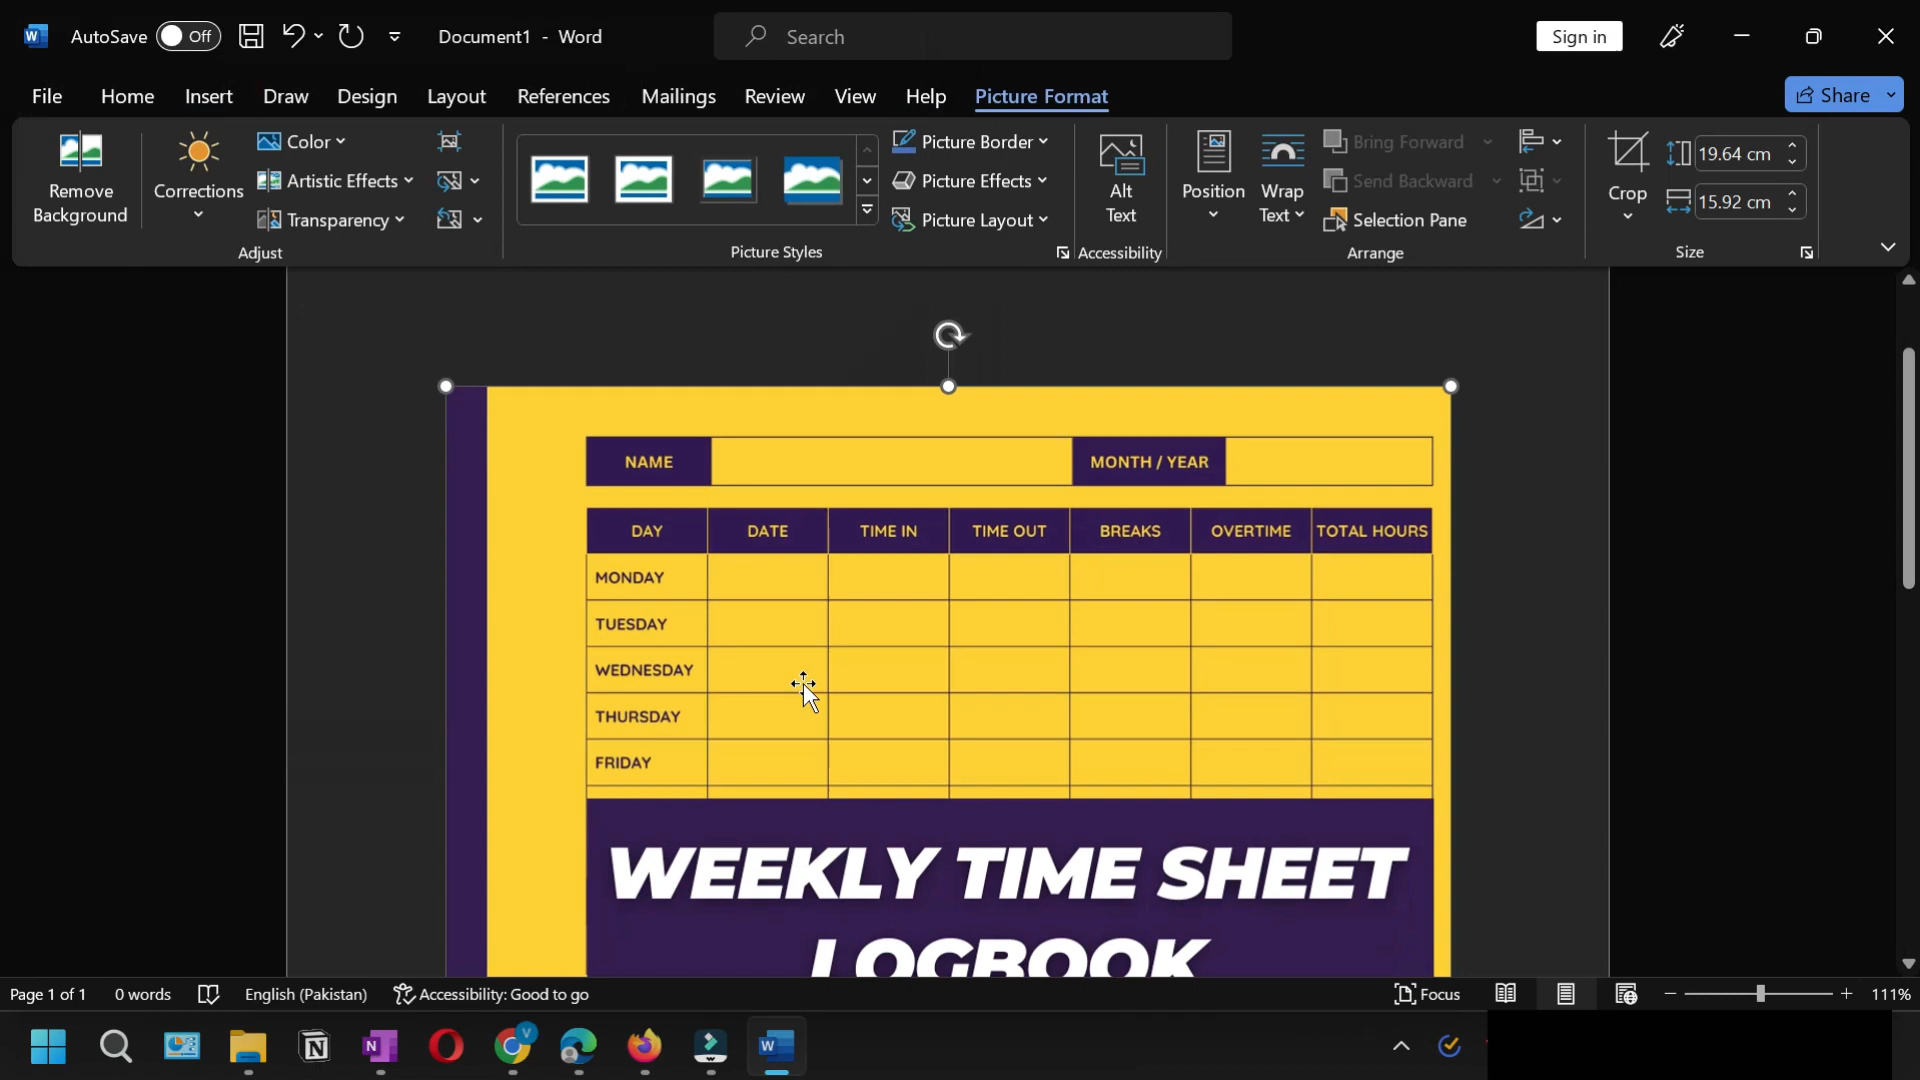 AutoSave Off Document1 - Word Search Sign in
File Home Insert Draw Design Layout References Mailings Review View Help Picture Format Share
Remove Background
Corrections
Color
Artistic Effects
Transparency
Adjust
Picture Styles
Picture Border
Picture Effects
Picture Layout
Alt Text
Accessibility
Position
Wrap Text
Bring Forward
Send Backward
Selection Pane
Arrange
Crop
19.64 cm
15.92 cm
Size
NAME MONTH / YEAR
DAY DATE TIME IN TIME OUT BREAKS OVERTIME TOTAL HOURS
MONDAY
TUESDAY
WEDNESDAY
THURSDAY
FRIDAY
WEEKLY TIME SHEET
LOGBOOK
Page 1 of 1 0 words English (Pakistan) Accessibility: Good to go Focus 111%